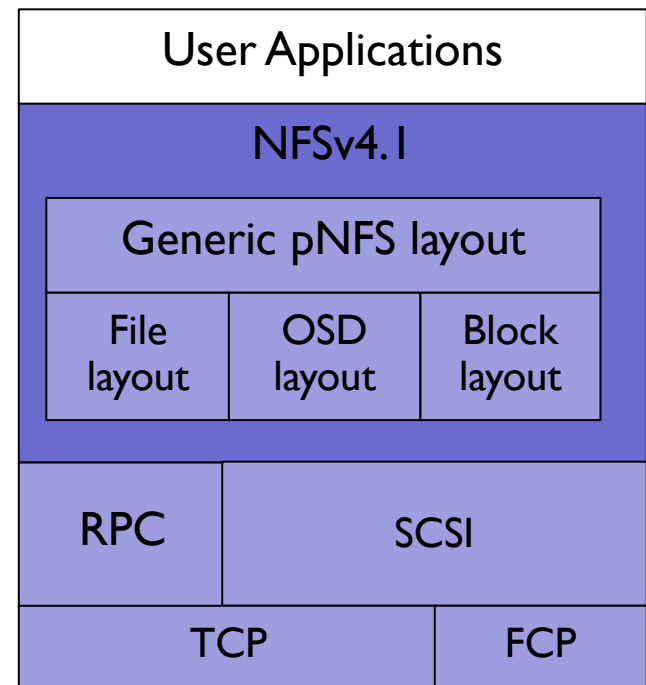 User Applications
NFSv4.1
Generic pNFS layout
File
layout
OSD
layout
Block
layout
RPC
SCSI
TCP
FCP